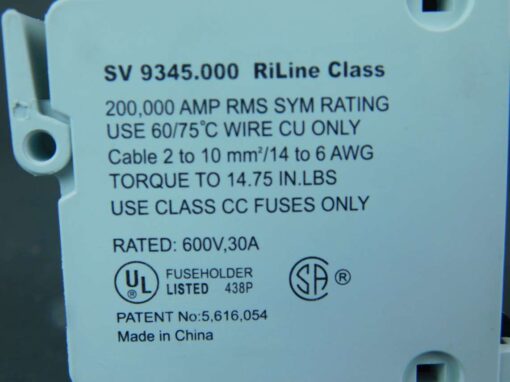 SV 9345.000 RiLine Class
200,000 AMP RMS SYM RATING
USE 60/75℃ WIRE CU ONLY
Cable 2 to 10 mm²/14 to 6 AWG
TORQUE TO 14.75 IN.LBS
USE CLASS CC FUSES ONLY
RATED: 600V,30A
UL FUSEHOLDER SA ®
LISTED 438P
PATENT No:5,616,054
Made in China